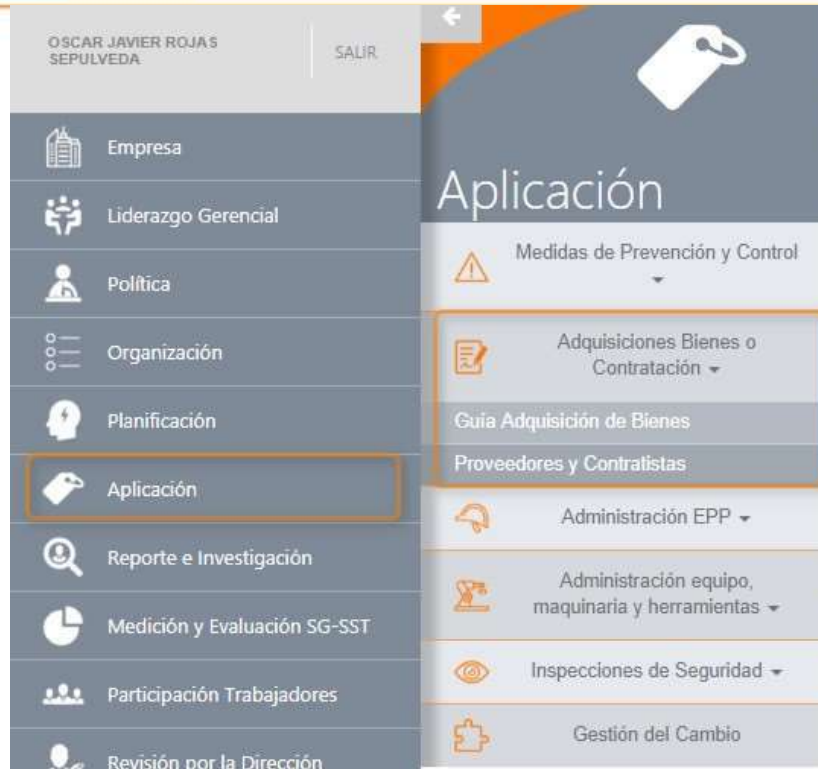 OSCAR JAVIER ROJAS
SEPULVEDA
SALIR
Empresa
Liderazgo Gerencial
Política
Organización
Planificación
Aplicación
Reporte e Investigación
Medición y Evaluación SG-SST
Participación Trabajadores
Revisión por la Dirección
Aplicación
Medidas de Prevención y Control
Adquisiciones Bienes o
Contratación
Guía Adquisición de Bienes
Proveedores y Contratistas
Administración EPP
Administración equipo,
maquinaria y herramientas
Inspecciones de Seguridad
Gestión del Cambio